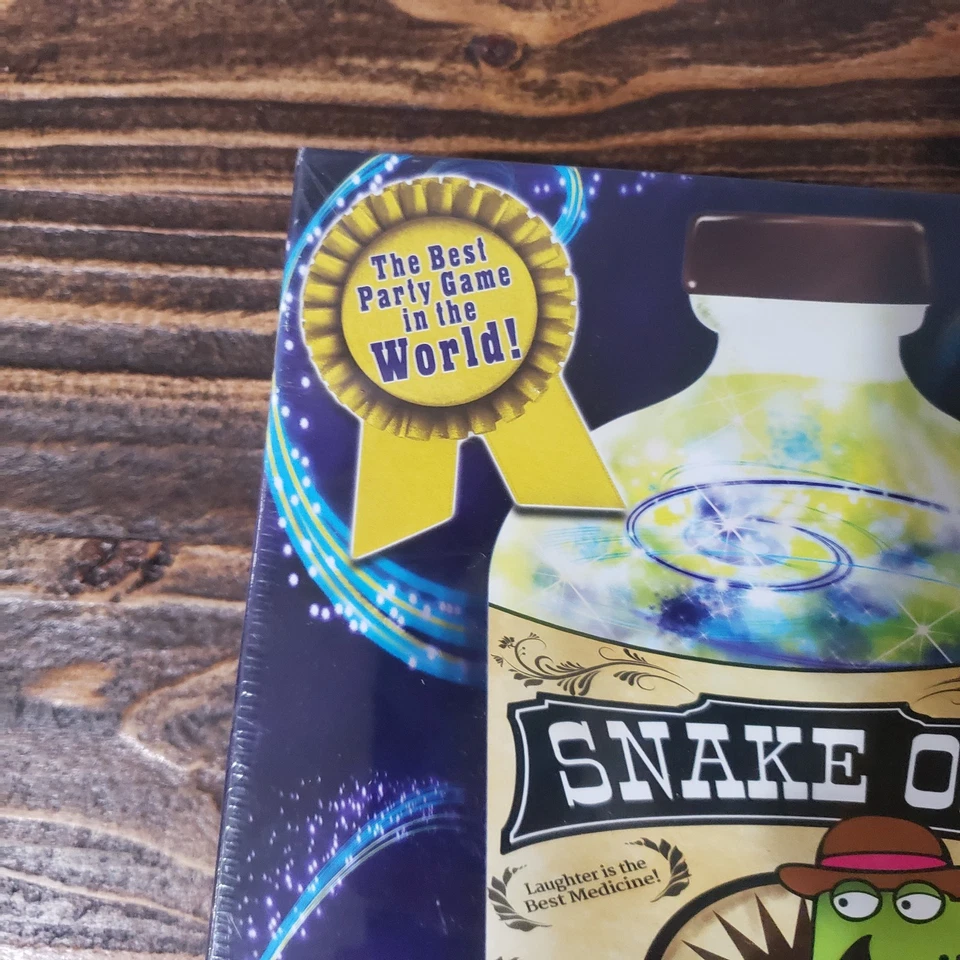 The Best
Party Game
in the
World!
SNAKE O
Laughter is the
Best Medicine!